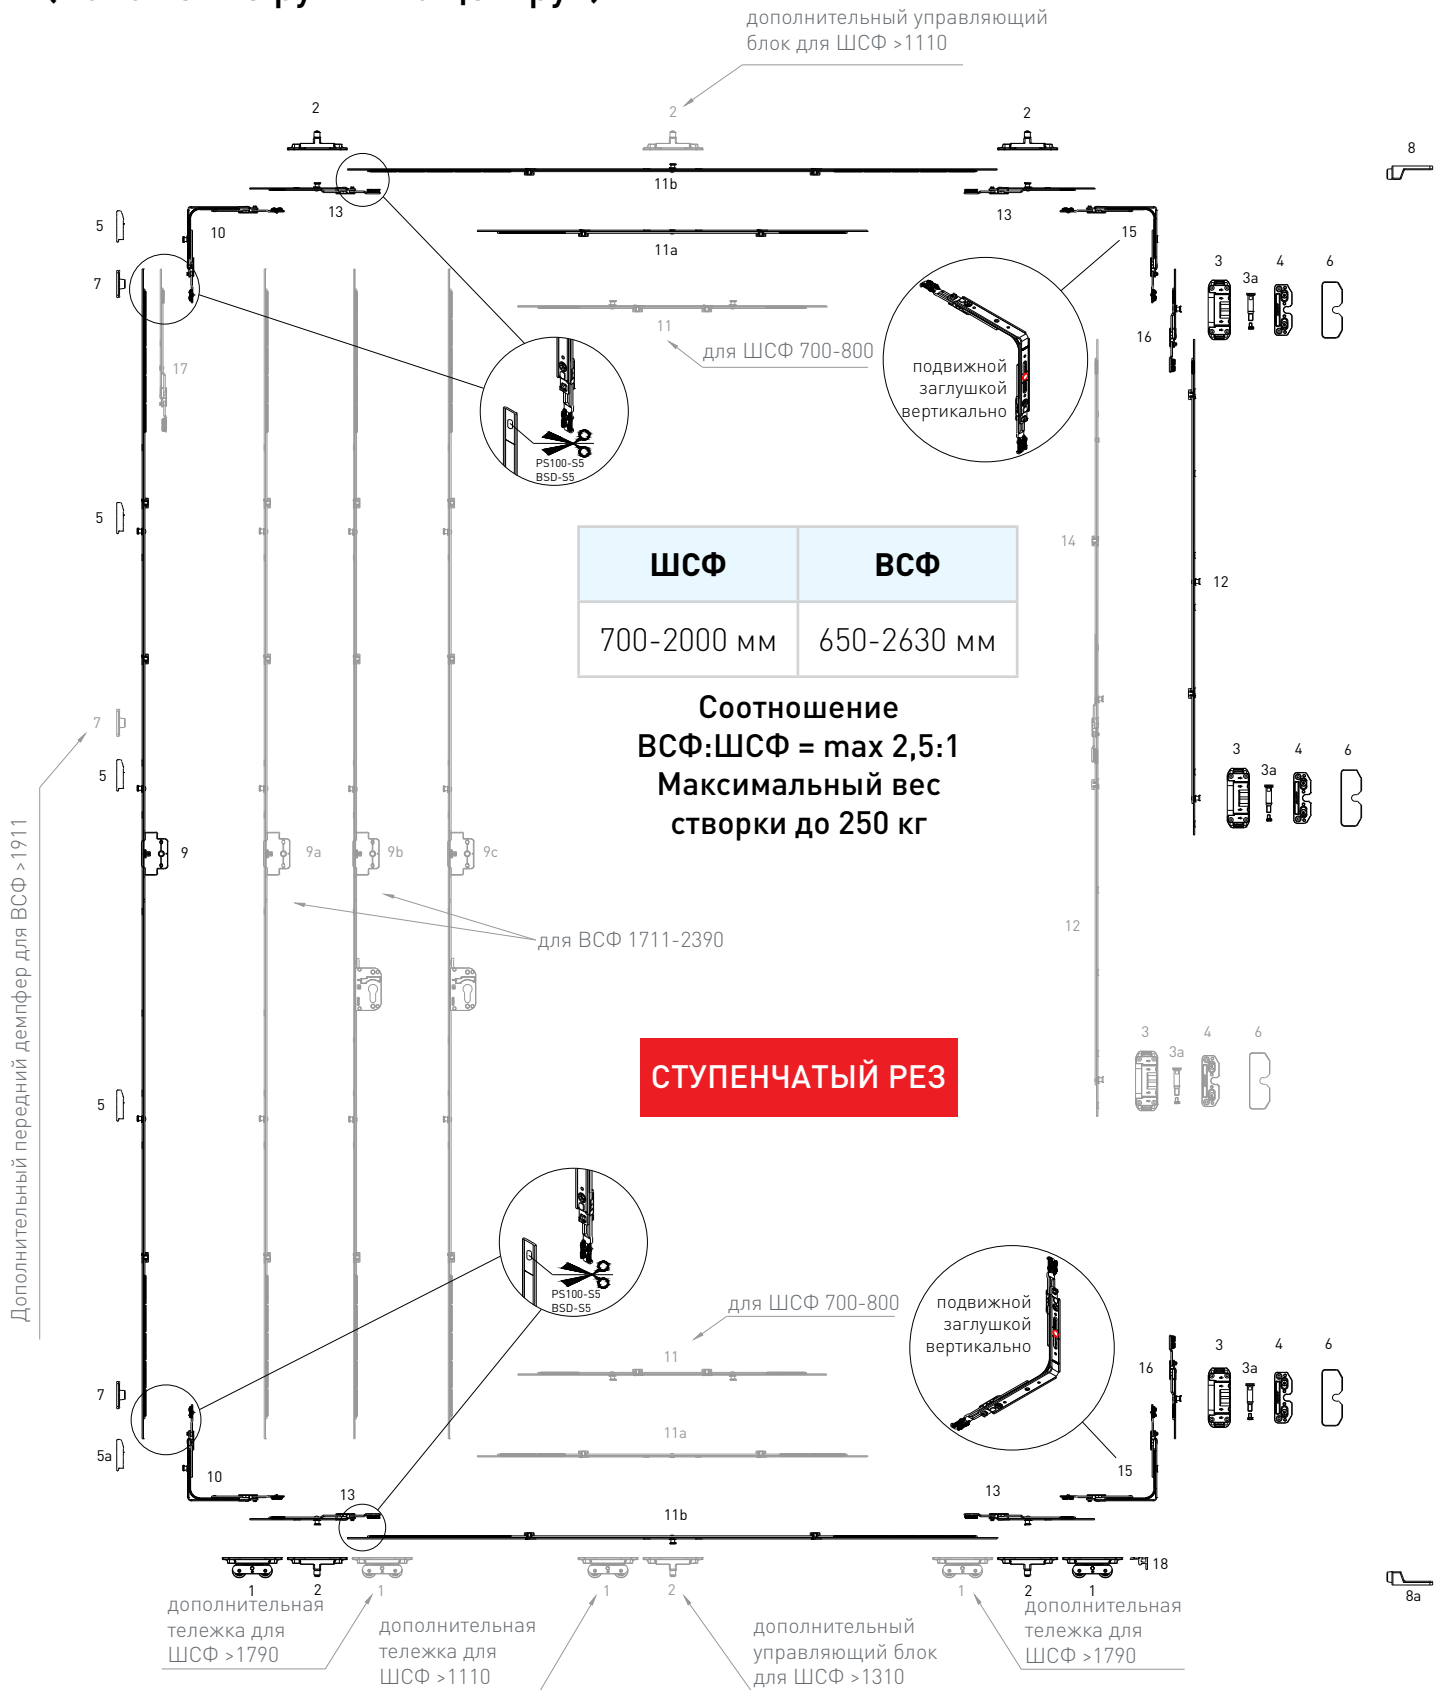 дополнительный управляющий
блок для ШСФ >1110
2
2
2
8
11b
13
13
5
10
11a
15
7
3
3a
4
6
17
11
для ШСФ 700-800
16
подвижной
заглушкой
вертикально
PS100-S5
BSD-S5
5
14
12
ШСФ
ВСФ
700-2000 мм
650-2630 мм
Соотношение
ВСФ:ШСФ = max 2,5:1
Максимальный вес
створки до 250 кг
7
5
3
3a
4
6
Дополнительный передний демпфер для ВСФ >1911
9
9a
9b
9c
для ВСФ 1711-2390
12
СТУПЕНЧАТЫЙ РЕЗ
3
3a
4
6
5
PS100-S5
BSD-S5
для ШСФ 700-800
подвижной
заглушкой
вертикально
11
16
3
3a
4
6
7
11a
5a
10
15
13
13
11b
18
1
2
1
1
2
1
2
1
8a
дополнительная
тележка для
ШСФ >1790
дополнительная
тележка для
ШСФ >1110
дополнительный
управляющий блок
для ШСФ >1310
дополнительная
тележка для
ШСФ >1790